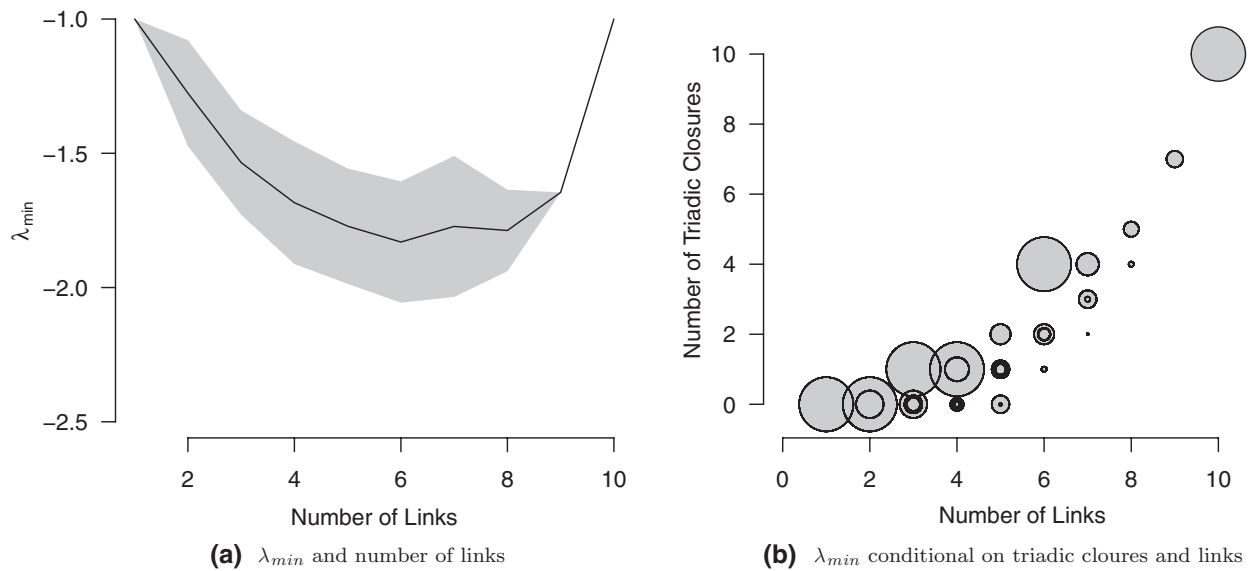 -1.0
-1.5
-2.0
-2.5
λmin
2 4 6 8 10
Number of Links
(a) λmin and number of links
10
8
6
4
2
0
Number of Triadic Closures
0 2 4 6 8 10
Number of Links
(b) λmin conditional on triadic cloures and links